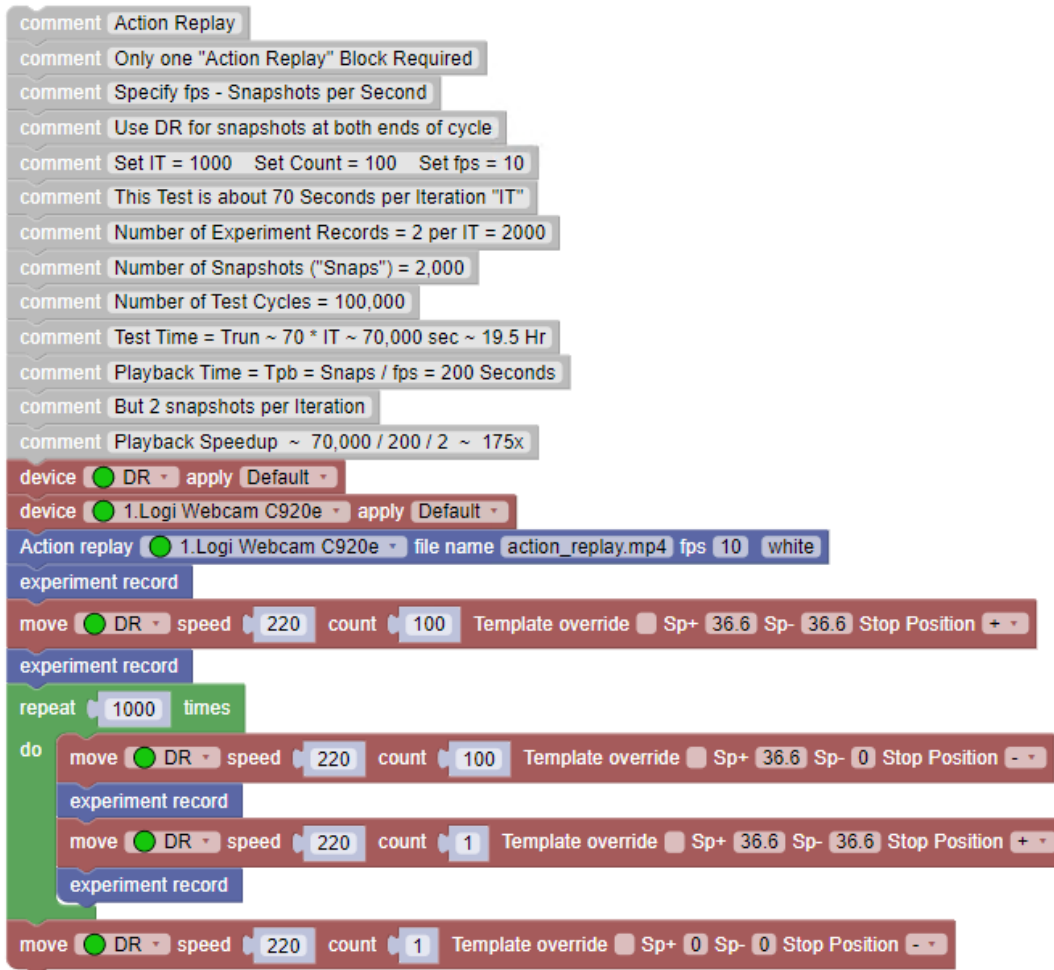 comment Action Replay
comment Only one "Action Replay" Block Required
comment Specify fps - Snapshots per Second
comment Use DR for snapshots at both ends of cycle
comment Set IT = 1000 Set Count = 100 Set fps = 10
comment This Test is about 70 Seconds per Iteration "IT"
comment Number of Experiment Records = 2 per IT = 2000
comment Number of Snapshots ("Snaps") = 2,000
comment Number of Test Cycles = 100,000
comment Test Time = Trun ~ 70 * IT ~ 70,000 sec ~ 19.5 Hr
comment Playback Time = Tpb = Snaps / fps = 200 Seconds
comment But 2 snapshots per Iteration
comment Playback Speedup ~ 70,000 / 200 / 2 ~ 175x
device DR apply Default
device 1.Logi Webcam C920e apply Default
Action replay 1.Logi Webcam C920e file name action_replay.mp4 fps 10 white
experiment record
move DR speed 220 count 100 Template override Sp+ 36.6 Sp- 36.6 Stop Position +
experiment record
repeat 1000 times
do move DR speed 220 count 100 Template override Sp+ 36.6 Sp- 0 Stop Position -
experiment record
move DR speed 220 count 1 Template override Sp+ 36.6 Sp- 36.6 Stop Position +
experiment record
move DR speed 220 count 1 Template override Sp+ 0 Sp- 0 Stop Position -